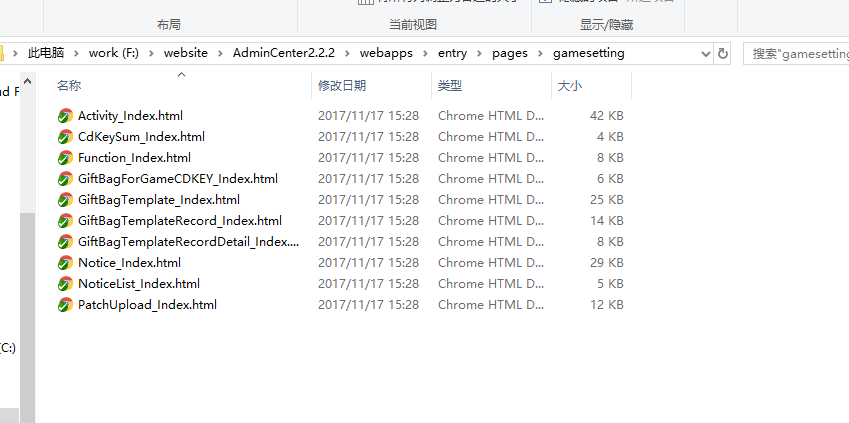 布局
当前视图
显示/隐藏
此电脑 › work (F:) › website › AdminCenter2.2.2 › webapps › entry › pages › gamesetting
搜索"gamesetting
名称 修改日期 类型 大小
Activity_Index.html 2017/11/17 15:28 Chrome HTML D... 42 KB
CdKeySum_Index.html 2017/11/17 15:28 Chrome HTML D... 4 KB
Function_Index.html 2017/11/17 15:28 Chrome HTML D... 8 KB
GiftBagForGameCDKEY_Index.html 2017/11/17 15:28 Chrome HTML D... 6 KB
GiftBagTemplate_Index.html 2017/11/17 15:28 Chrome HTML D... 25 KB
GiftBagTemplateRecord_Index.html 2017/11/17 15:28 Chrome HTML D... 14 KB
GiftBagTemplateRecordDetail_Index.... 2017/11/17 15:28 Chrome HTML D... 8 KB
Notice_Index.html 2017/11/17 15:28 Chrome HTML D... 29 KB
NoticeList_Index.html 2017/11/17 15:28 Chrome HTML D... 5 KB
PatchUpload_Index.html 2017/11/17 15:28 Chrome HTML D... 12 KB
(C:)